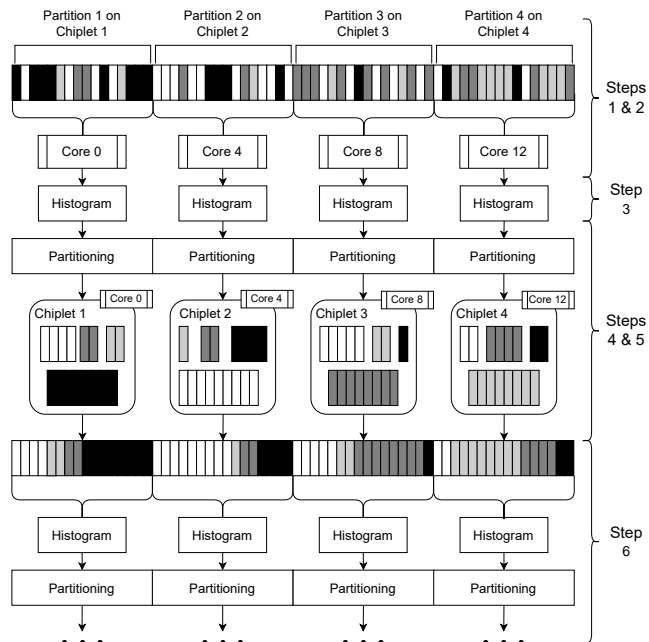 Partition 1 on
Chiplet 1
Partition 2 on
Chiplet 2
Partition 3 on
Chiplet 3
Partition 4 on
Chiplet 4
Steps
1 & 2
Core 0
Core 4
Core 8
Core 12
Histogram
Histogram
Histogram
Histogram
Step
3
Partitioning
Partitioning
Partitioning
Partitioning
Core 0
Core 4
Core 8
Core 12
Chiplet 1
Chiplet 2
Chiplet 3
Chiplet 4
Steps
4 & 5
Histogram
Histogram
Histogram
Histogram
Step
6
Partitioning
Partitioning
Partitioning
Partitioning